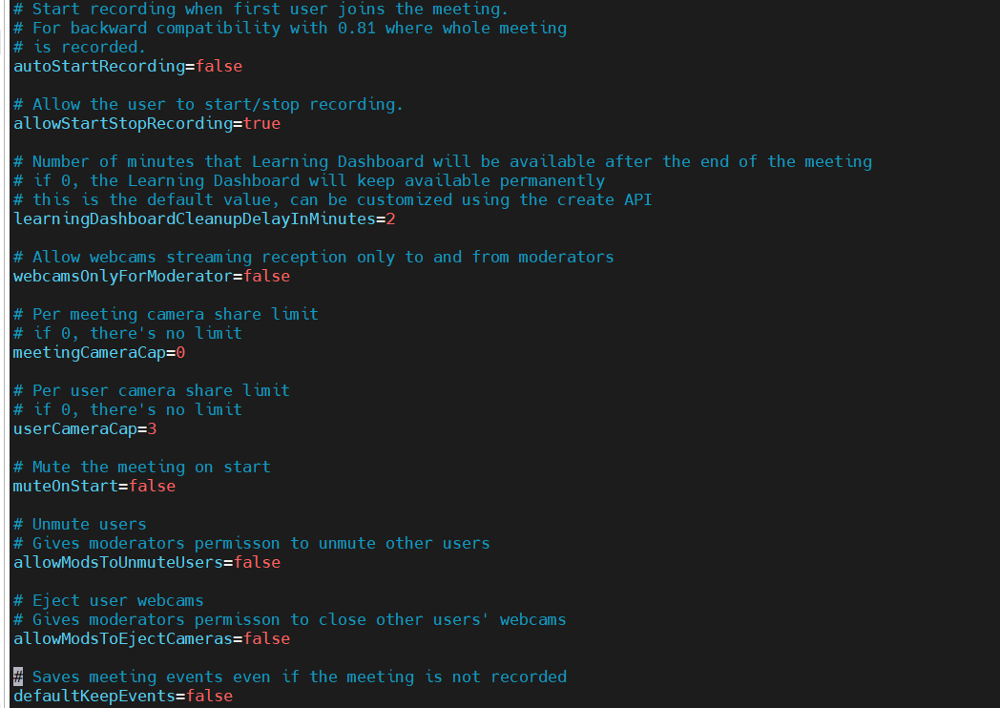 # Start recording when first user joins the meeting.
# For backward compatibility with 0.81 where whole meeting
# is recorded.
autoStartRecording=false
# Allow the user to start/stop recording.
allowStartStopRecording=true
# Number of minutes that Learning Dashboard will be available after the end of the meeting
# if 0, the Learning Dashboard will keep available permanently
# this is the default value, can be customized using the create API
learningDashboardCleanupDelayInMinutes=2
# Allow webcams streaming reception only to and from moderators
webcamsOnlyForModerator=false
# Per meeting camera share limit
# if 0, there's no limit
meetingCameraCap=0
# Per user camera share limit
# if 0, there's no limit
userCameraCap=3
# Mute the meeting on start
muteOnStart=false
# Unmute users
# Gives moderators permisson to unmute other users
allowModsToUnmuteUsers=false
# Eject user webcams
# Gives moderators permisson to close other users' webcams
allowModsToEjectCameras=false
# Saves meeting events even if the meeting is not recorded
defaultKeepEvents=false